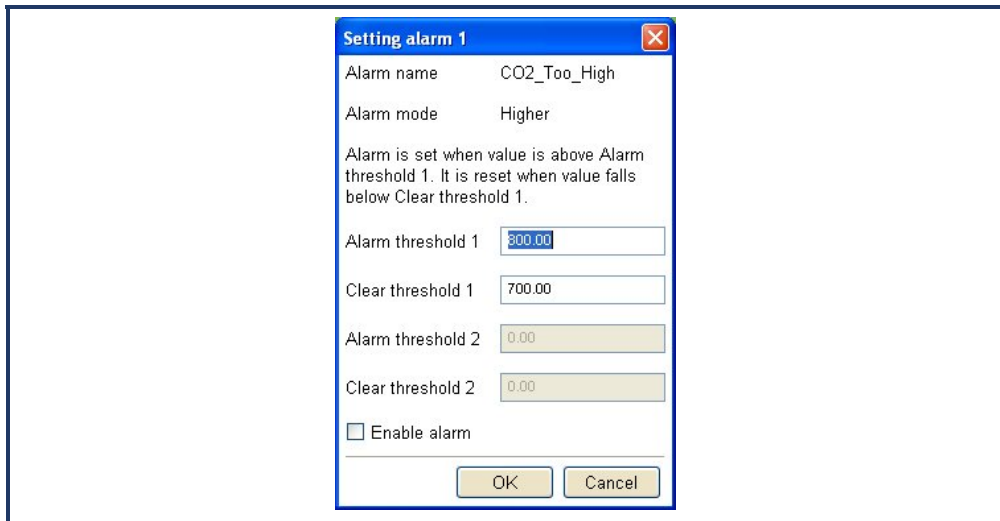 Setting alarm 1
Alarm name CO2_Too_High
Alarm mode Higher
Alarm is set when value is above Alarm
threshold 1. It is reset when value falls
below Clear threshold 1.
Alarm threshold 1 800.00
Clear threshold 1 700.00
Alarm threshold 2 0.00
Clear threshold 2 0.00
Enable alarm
OK Cancel